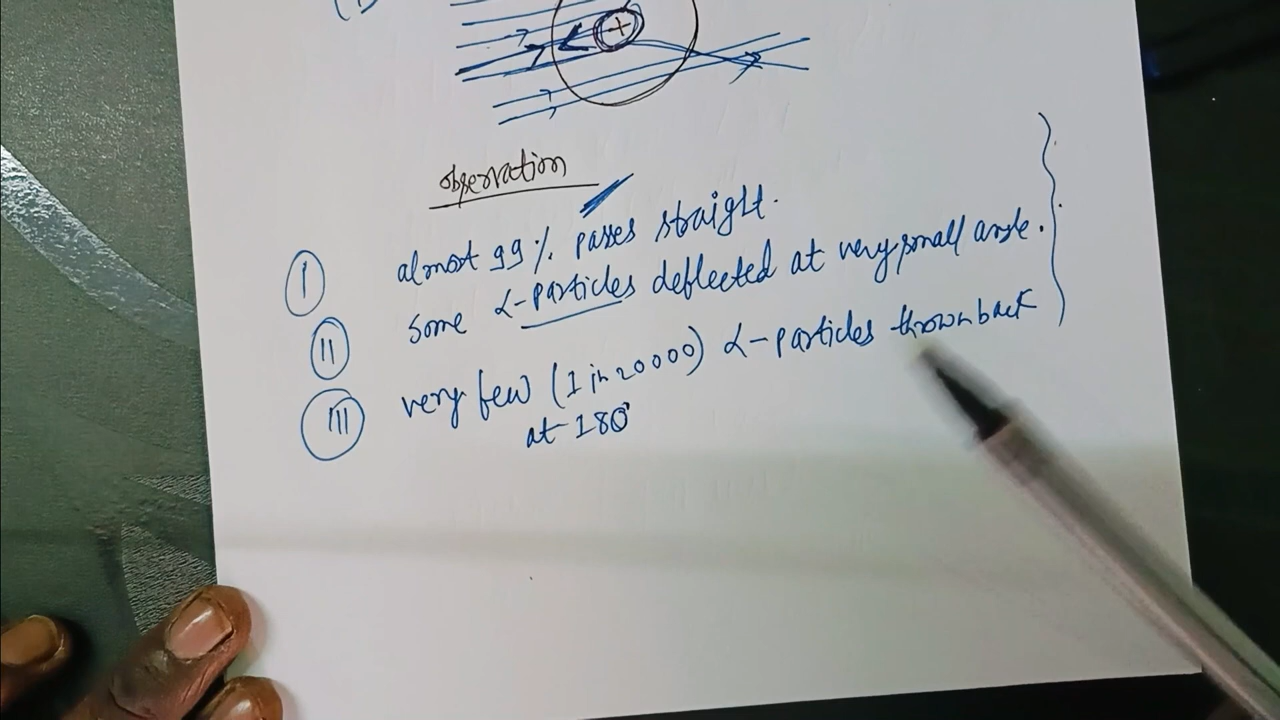 +
observation
I almost 99% passes straight.
II some α-particles deflected at very small angle.
III very few (1 in 20000) α-particles thrown back
at 180°